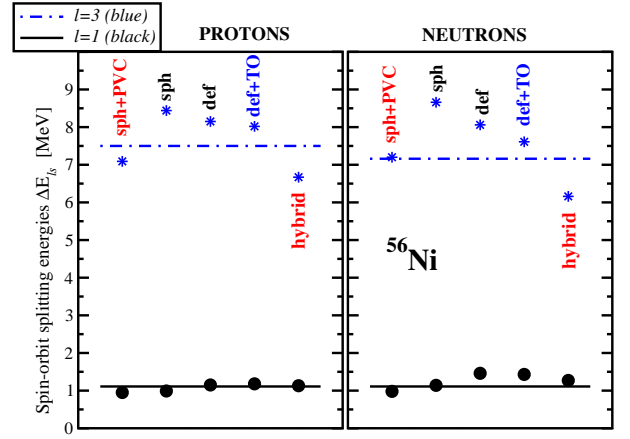 l=3 (blue)
l=1 (black)
PROTONS
NEUTRONS
Spin-orbit splitting energies ΔE_ls [MeV]
9
8
7
6
5
4
3
2
1
0
sph+PVC
sph
def
def+TO
hybrid
sph+PVC
sph
def
def+TO
hybrid
⁵⁶Ni